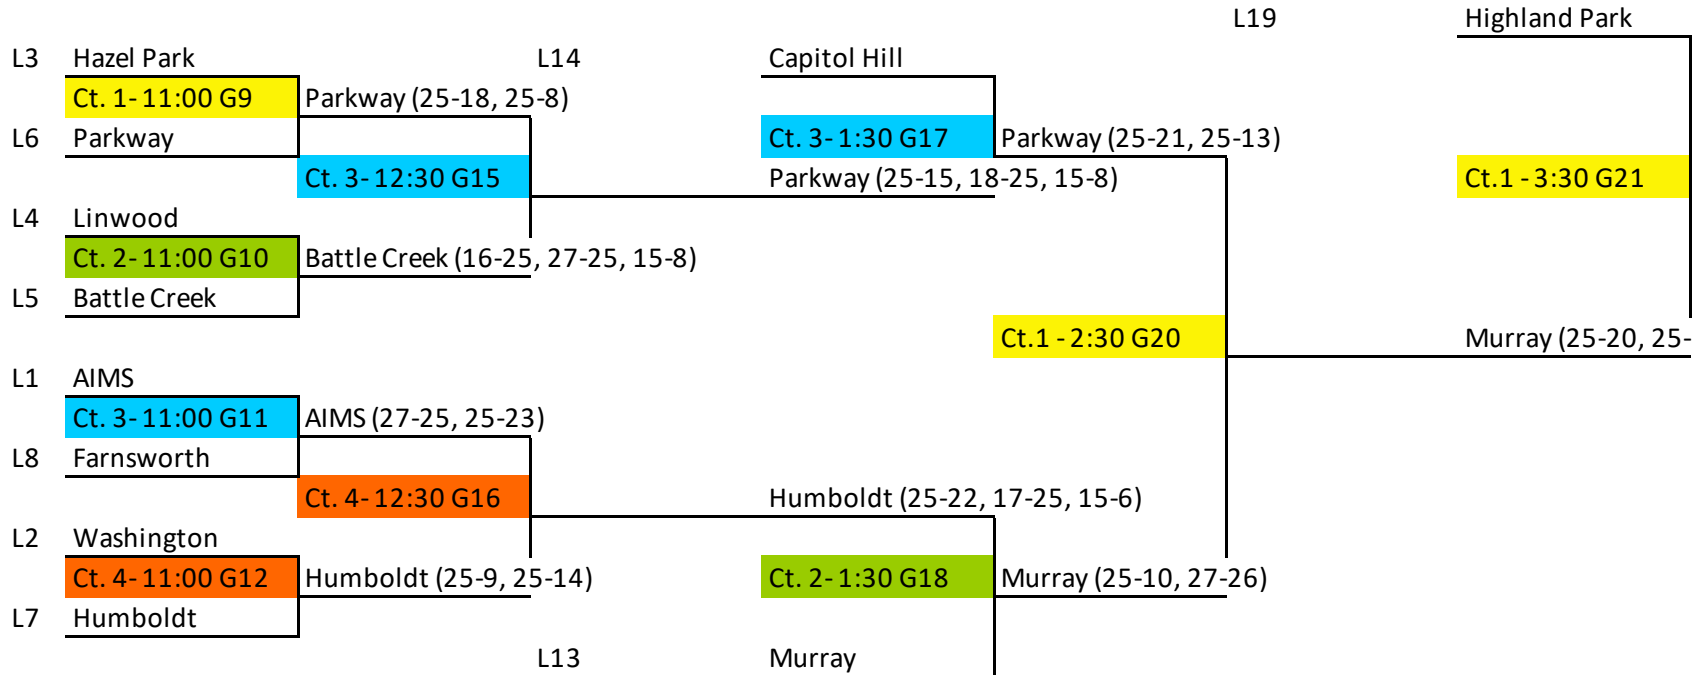 L19 Highland Park
L3 Hazel Park L14 Capitol Hill
Ct. 1- 11:00 G9 Parkway (25-18, 25-8)
L6 Parkway Ct. 3- 1:30 G17 Parkway (25-21, 25-13)
Ct. 3- 12:30 G15 Parkway (25-15, 18-25, 15-8) Ct.1 - 3:30 G21
L4 Linwood
Ct. 2- 11:00 G10 Battle Creek (16-25, 27-25, 15-8)
L5 Battle Creek
Ct.1 - 2:30 G20 Murray (25-20, 25-
L1 AIMS
Ct. 3- 11:00 G11 AIMS (27-25, 25-23)
L8 Farnsworth
Ct. 4- 12:30 G16 Humboldt (25-22, 17-25, 15-6)
L2 Washington
Ct. 4- 11:00 G12 Humboldt (25-9, 25-14) Ct. 2- 1:30 G18 Murray (25-10, 27-26)
L7 Humboldt
L13 Murray